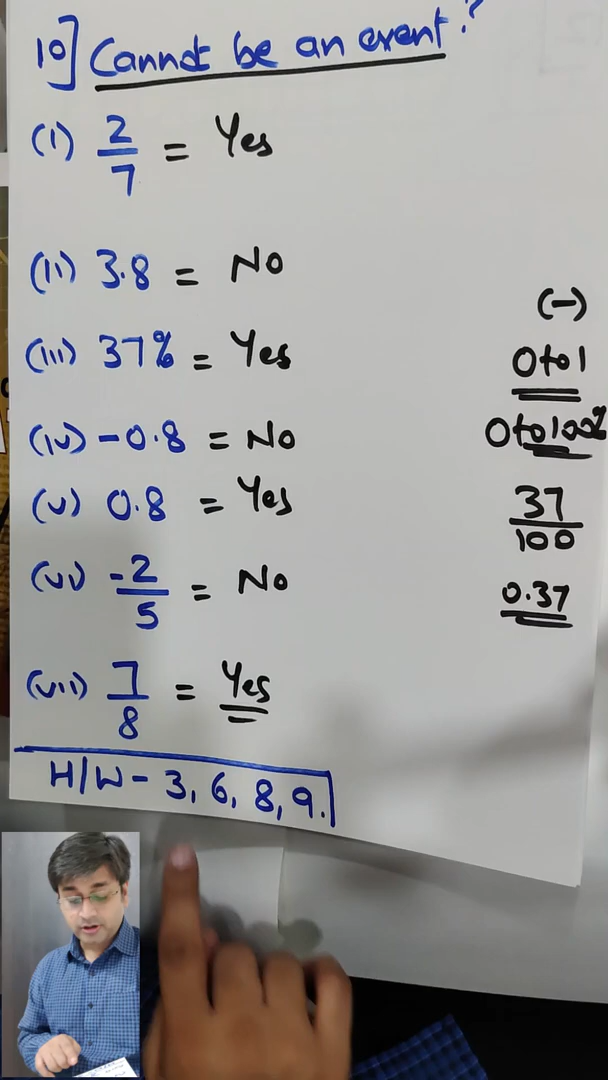 10] Cannot be an event?
(i) 2/7 = Yes
(ii) 3.8 = No
(iii) 37% = Yes
(iv) -0.8 = No
(v) 0.8 = Yes
(vi) -2/5 = No
(vii) 7/8 = Yes
H/W - 3, 6, 8, 9.
(-)
0 to 1
0 to 100%
37/100
0.37